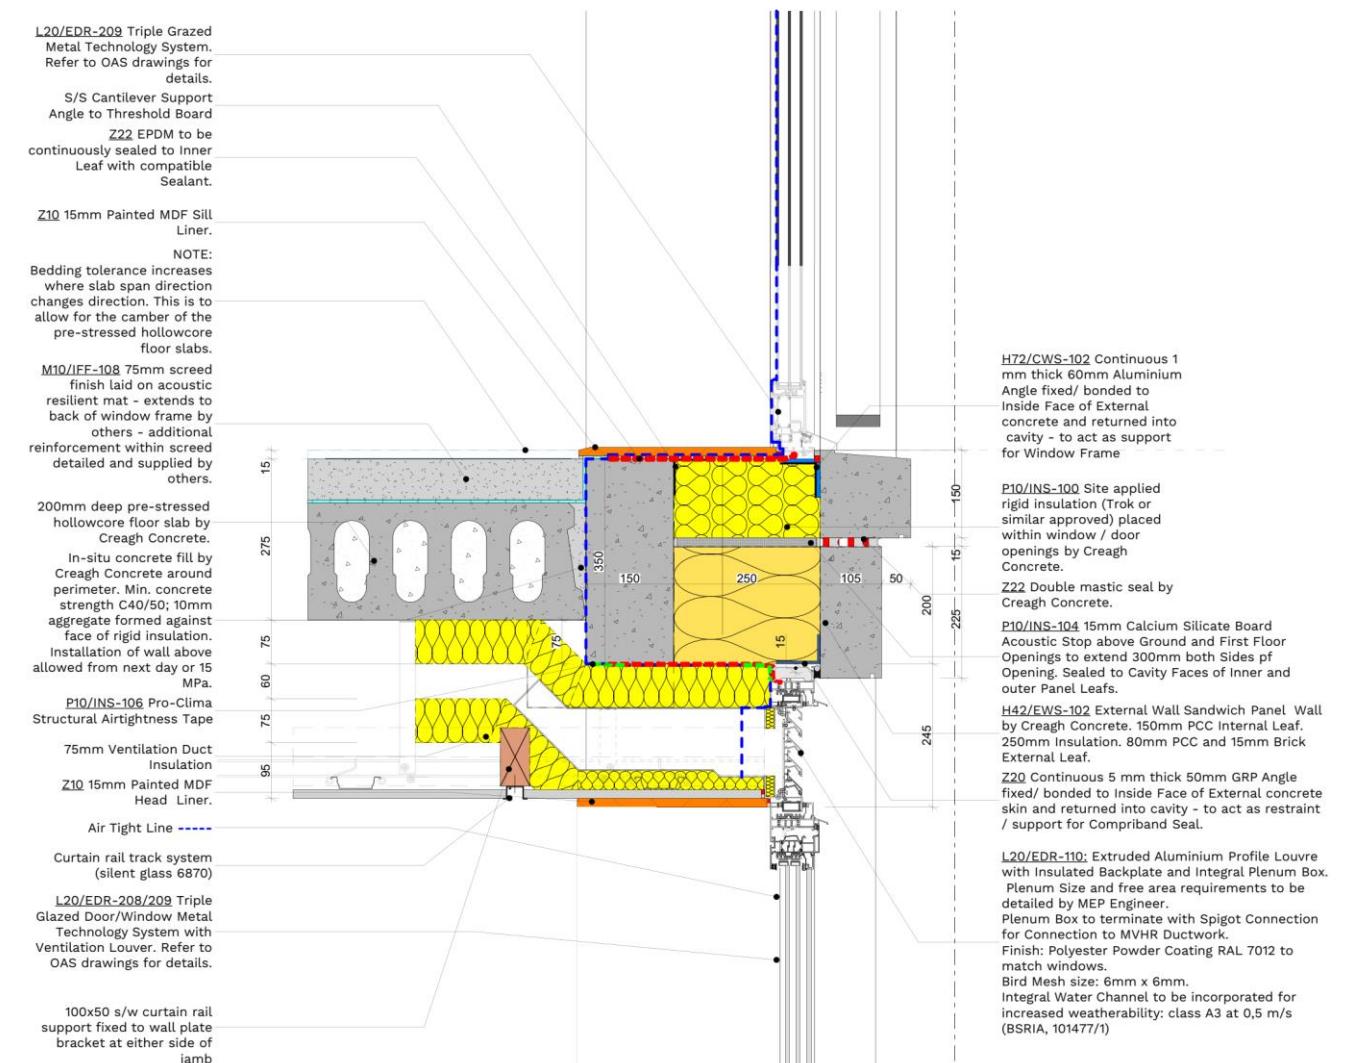 L20/EDR-209 Triple Grazed
Metal Technology System.
Refer to OAS drawings for
details.
S/S Cantilever Support
Angle to Threshold Board
Z22 EPDM to be
continuously sealed to Inner
Leaf with compatible
Sealant.
Z10 15mm Painted MDF Sill
Liner.
NOTE:
Bedding tolerance increases
where slab span direction
changes direction. This is to
allow for the camber of the
pre-stressed hollowcore
floor slabs.
M10/IFF-108 75mm screed
finish laid on acoustic
resilient mat - extends to
back of window frame by
others - additional
reinforcement within screed
detailed and supplied by
others.
200mm deep pre-stressed
hollowcore floor slab by
Creagh Concrete.
In-situ concrete fill by
Creagh Concrete around
perimeter. Min. concrete
strength C40/50; 10mm
aggregate formed against
face of rigid insulation.
Installation of wall above
allowed from next day or 15
MPa.
P10/INS-106 Pro-Clima
Structural Airtightness Tape
75mm Ventilation Duct
Insulation
Z10 15mm Painted MDF
Head Liner.
Air Tight Line
Curtain rail track system
(silent glass 6870)
L20/EDR-208/209 Triple
Glazed Door/Window Metal
Technology System with
Ventilation Louver. Refer to
OAS drawings for details.
100x50 s/w curtain rail
support fixed to wall plate
bracket at either side of
jamb
15
275
75
60
75
95
350
150
250
105
50
75
15
150
15
200
225
245
H72/CWS-102 Continuous 1
mm thick 60mm Aluminium
Angle fixed/ bonded to
Inside Face of External
concrete and returned into
cavity - to act as support
for Window Frame
P10/INS-100 Site applied
rigid insulation (Trok or
similar approved) placed
within window / door
openings by Creagh
Concrete.
Z22 Double mastic seal by
Creagh Concrete.
P10/INS-104 15mm Calcium Silicate Board
Acoustic Stop above Ground and First Floor
Openings to extend 300mm both Sides pf
Opening. Sealed to Cavity Faces of Inner and
outer Panel Leafs.
H42/EWS-102 External Wall Sandwich Panel Wall
by Creagh Concrete. 150mm PCC Internal Leaf.
250mm Insulation. 80mm PCC and 15mm Brick
External Leaf.
Z20 Continuous 5 mm thick 50mm GRP Angle
fixed/ bonded to Inside Face of External concrete
skin and returned into cavity - to act as restraint
/ support for Compriband Seal.
L20/EDR-110: Extruded Aluminium Profile Louvre
with Insulated Backplate and Integral Plenum Box.
Plenum Size and free area requirements to be
detailed by MEP Engineer.
Plenum Box to terminate with Spigot Connection
for Connection to MVHR Ductwork.
Finish: Polyester Powder Coating RAL 7012 to
match windows.
Bird Mesh size: 6mm x 6mm.
Integral Water Channel to be incorporated for
increased weatherability: class A3 at 0,5 m/s
(BSRIA, 101477/1)